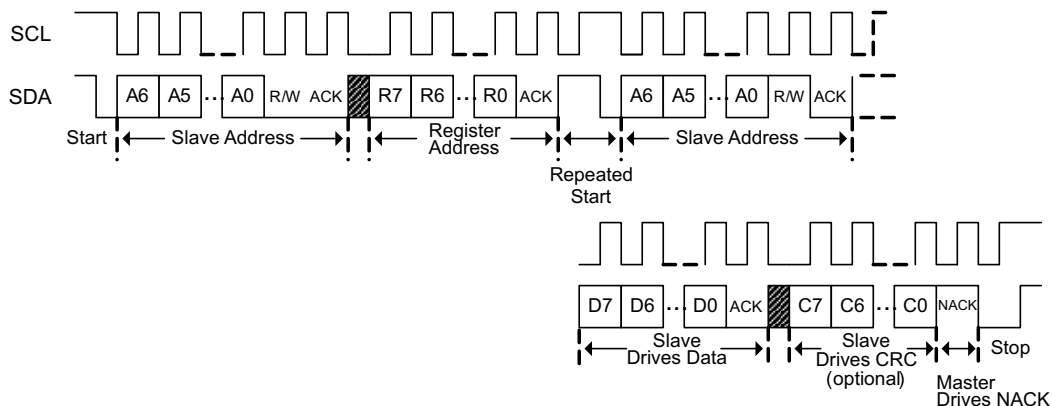 SCL
SDA
A6 A5 ... A0 R/W ACK R7 R6 ... R0 ACK A6 A5 ... A0 R/W ACK
Start Slave Address Register Address Slave Address
Repeated
Start
D7 D6 ... D0 ACK C7 C6 ... C0 NACK
Slave
Drives Data
Slave
Drives CRC
(optional)
Stop
Master
Drives NACK